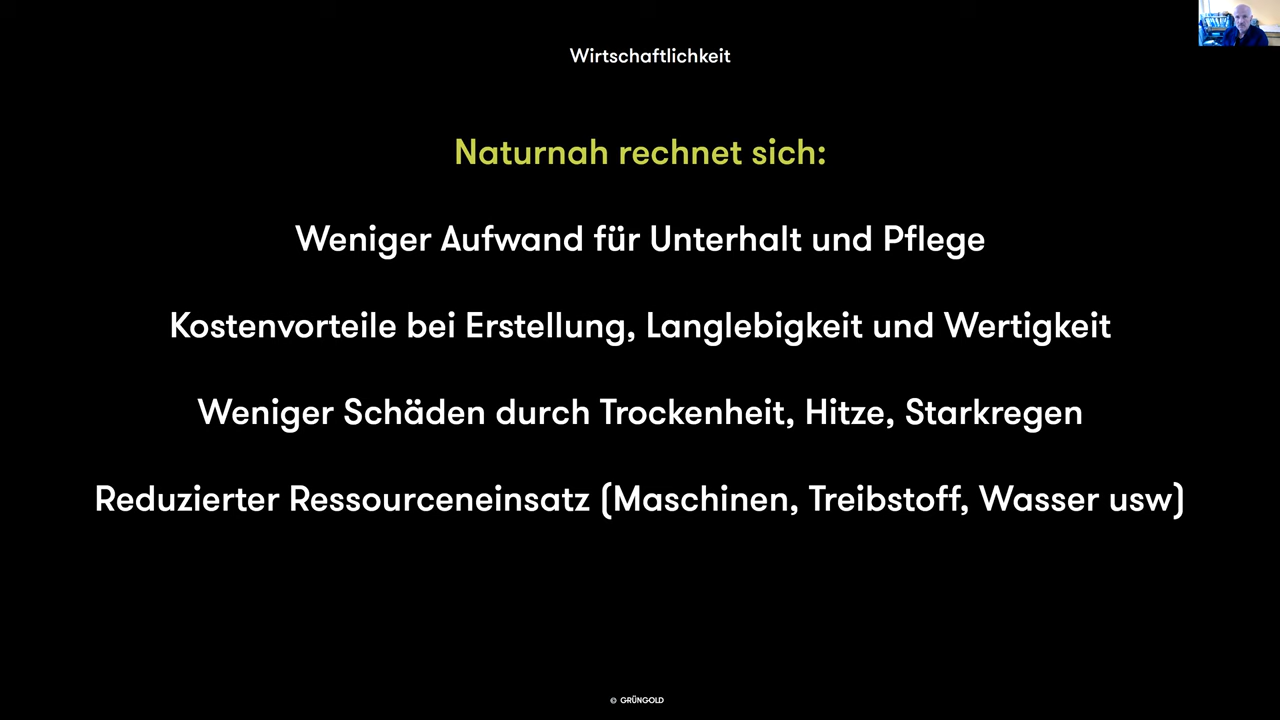 Wirtschaftlichkeit
Naturnah rechnet sich:
Weniger Aufwand für Unterhalt und Pflege
Kostenvorteile bei Erstellung, Langlebigkeit und Wertigkeit
Weniger Schäden durch Trockenheit, Hitze, Starkregen
Reduzierter Ressourceneinsatz (Maschinen, Treibstoff, Wasser usw)
© GRÜNGOLD